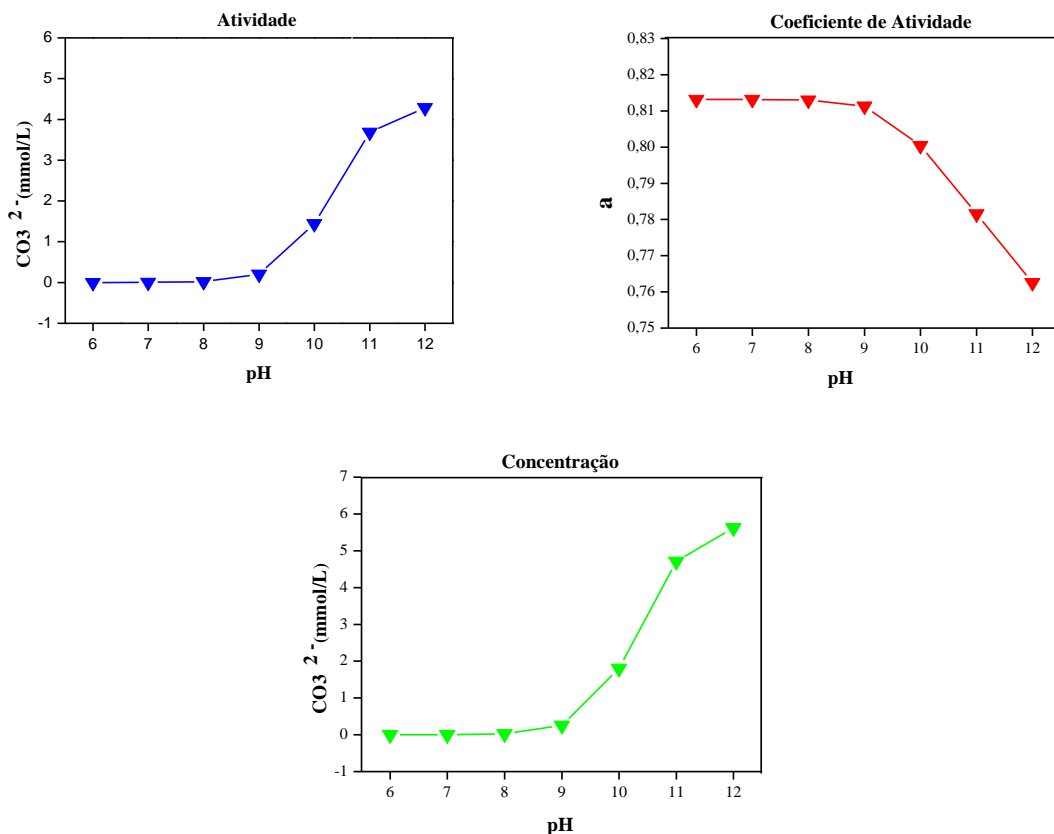 Atividade
6
5
4
3
2
1
0
-1
CO3 2 - (mmol/L)
6 7 8 9 10 11 12
pH
Coeficiente de Atividade
0,83
0,82
0,81
0,80
0,79
0,78
0,77
0,76
0,75
a
6 7 8 9 10 11 12
pH
Concentração
7
6
5
4
3
2
1
0
-1
CO3 2 - (mmol/L)
6 7 8 9 10 11 12
pH